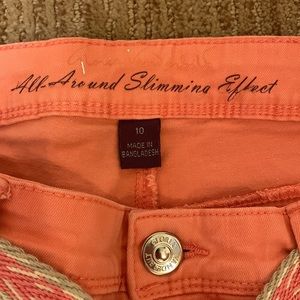 All-Around Slimming Effect
10
MADE IN
BANGLADESH